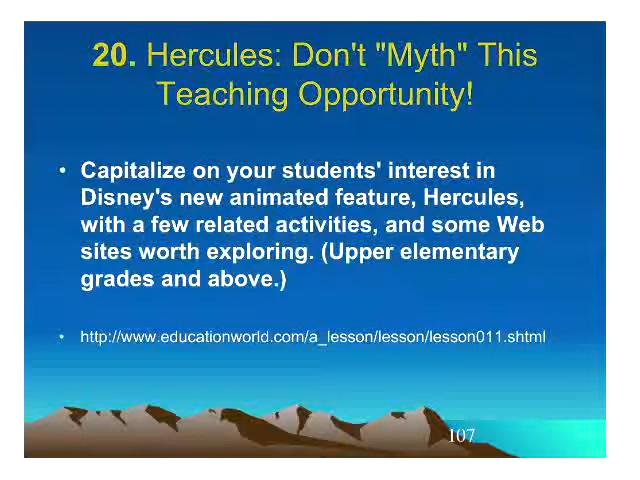 20. Hercules: Don't "Myth" This
Teaching Opportunity!
• Capitalize on your students' interest in
Disney's new animated feature, Hercules,
with a few related activities, and some Web
sites worth exploring. (Upper elementary
grades and above.)
• http://www.educationworld.com/a_lesson/lesson/lesson011.shtml
107